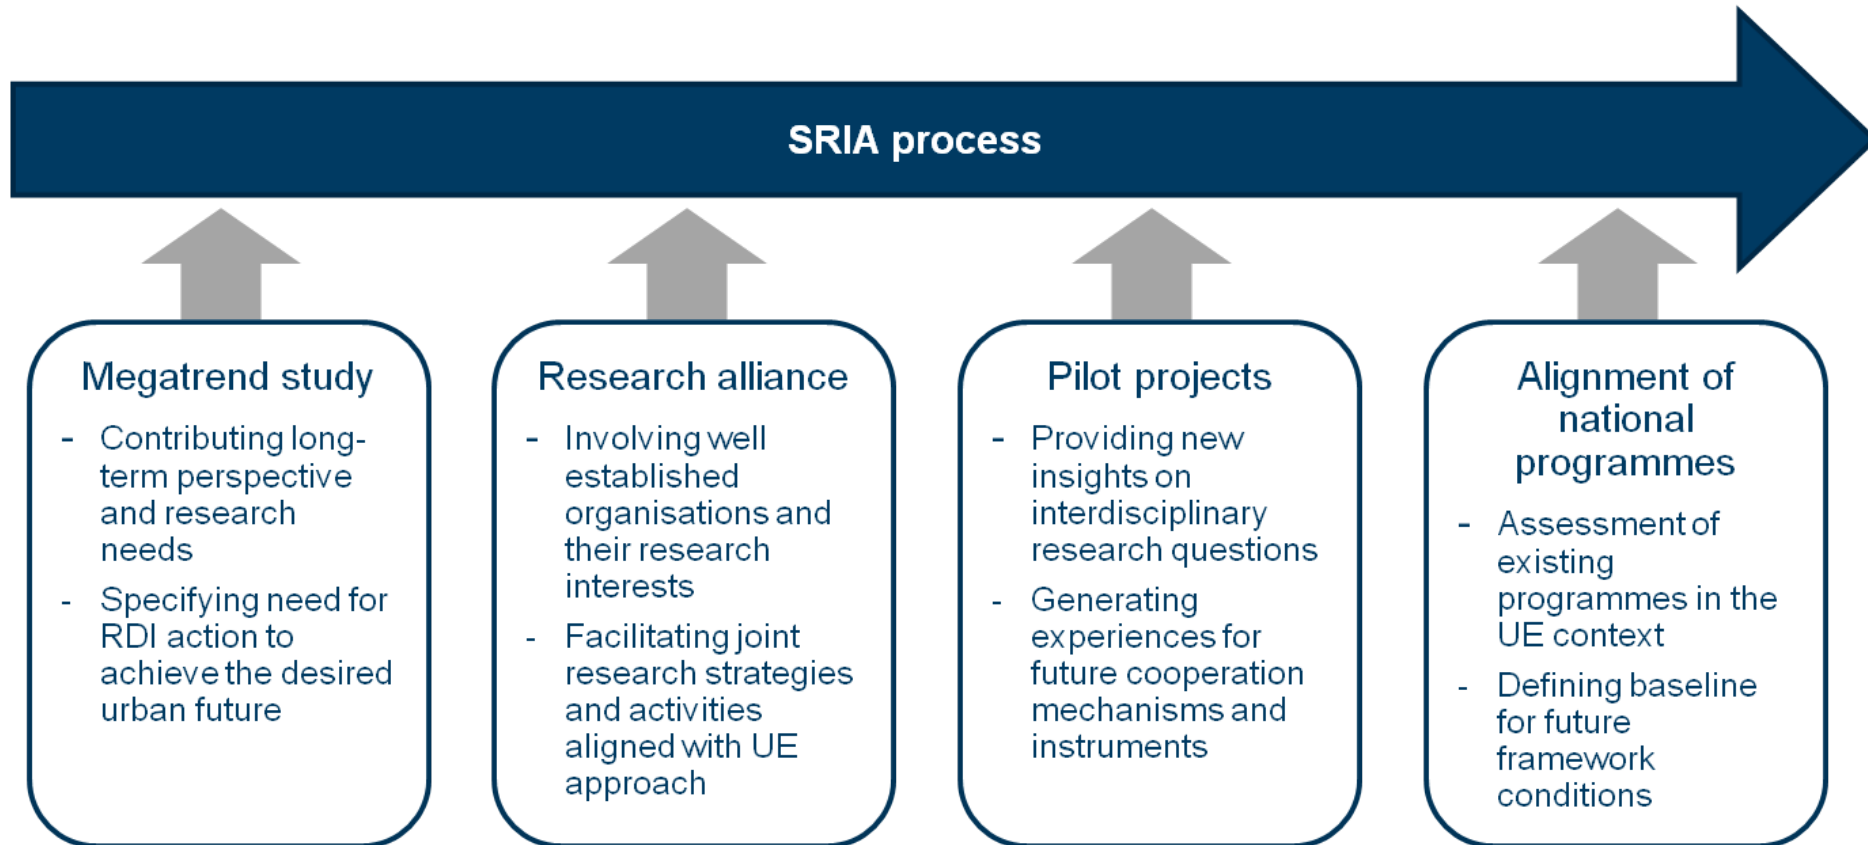 SRIA process
Megatrend study
- Contributing long-
term perspective
and research
needs
- Specifying need for
RDI action to
achieve the desired
urban future
Research alliance
- Involving well
established
organisations and
their research
interests
- Facilitating joint
research strategies
and activities
aligned with UE
approach
Pilot projects
- Providing new
insights on
interdisciplinary
research questions
- Generating
experiences for
future cooperation
mechanisms and
instruments
Alignment of
national
programmes
- Assessment of
existing
programmes in the
UE context
- Defining baseline
for future
framework
conditions